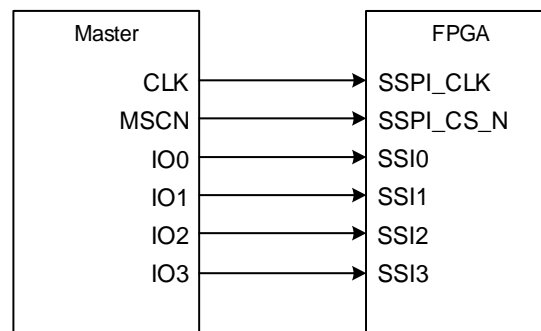 Master FPGA
CLK SSPI_CLK
MSCN SSPI_CS_N
IO0 SSI0
IO1 SSI1
IO2 SSI2
IO3 SSI3